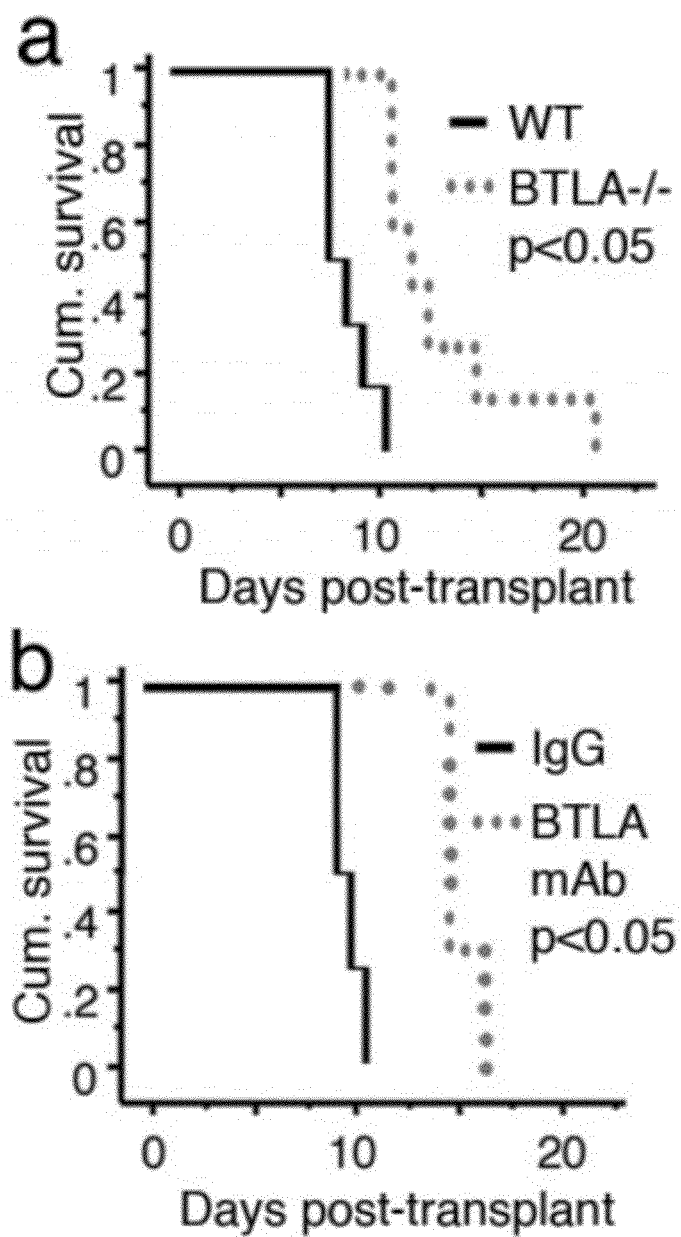 a
Cum. survival
1
.8
.6
.4
.2
0
WT
BTLA-/-
p<0.05
0 10 20
Days post-transplant
b
Cum. survival
1
.8
.6
.4
.2
0
IgG
BTLA
mAb
p<0.05
0 10 20
Days post-transplant